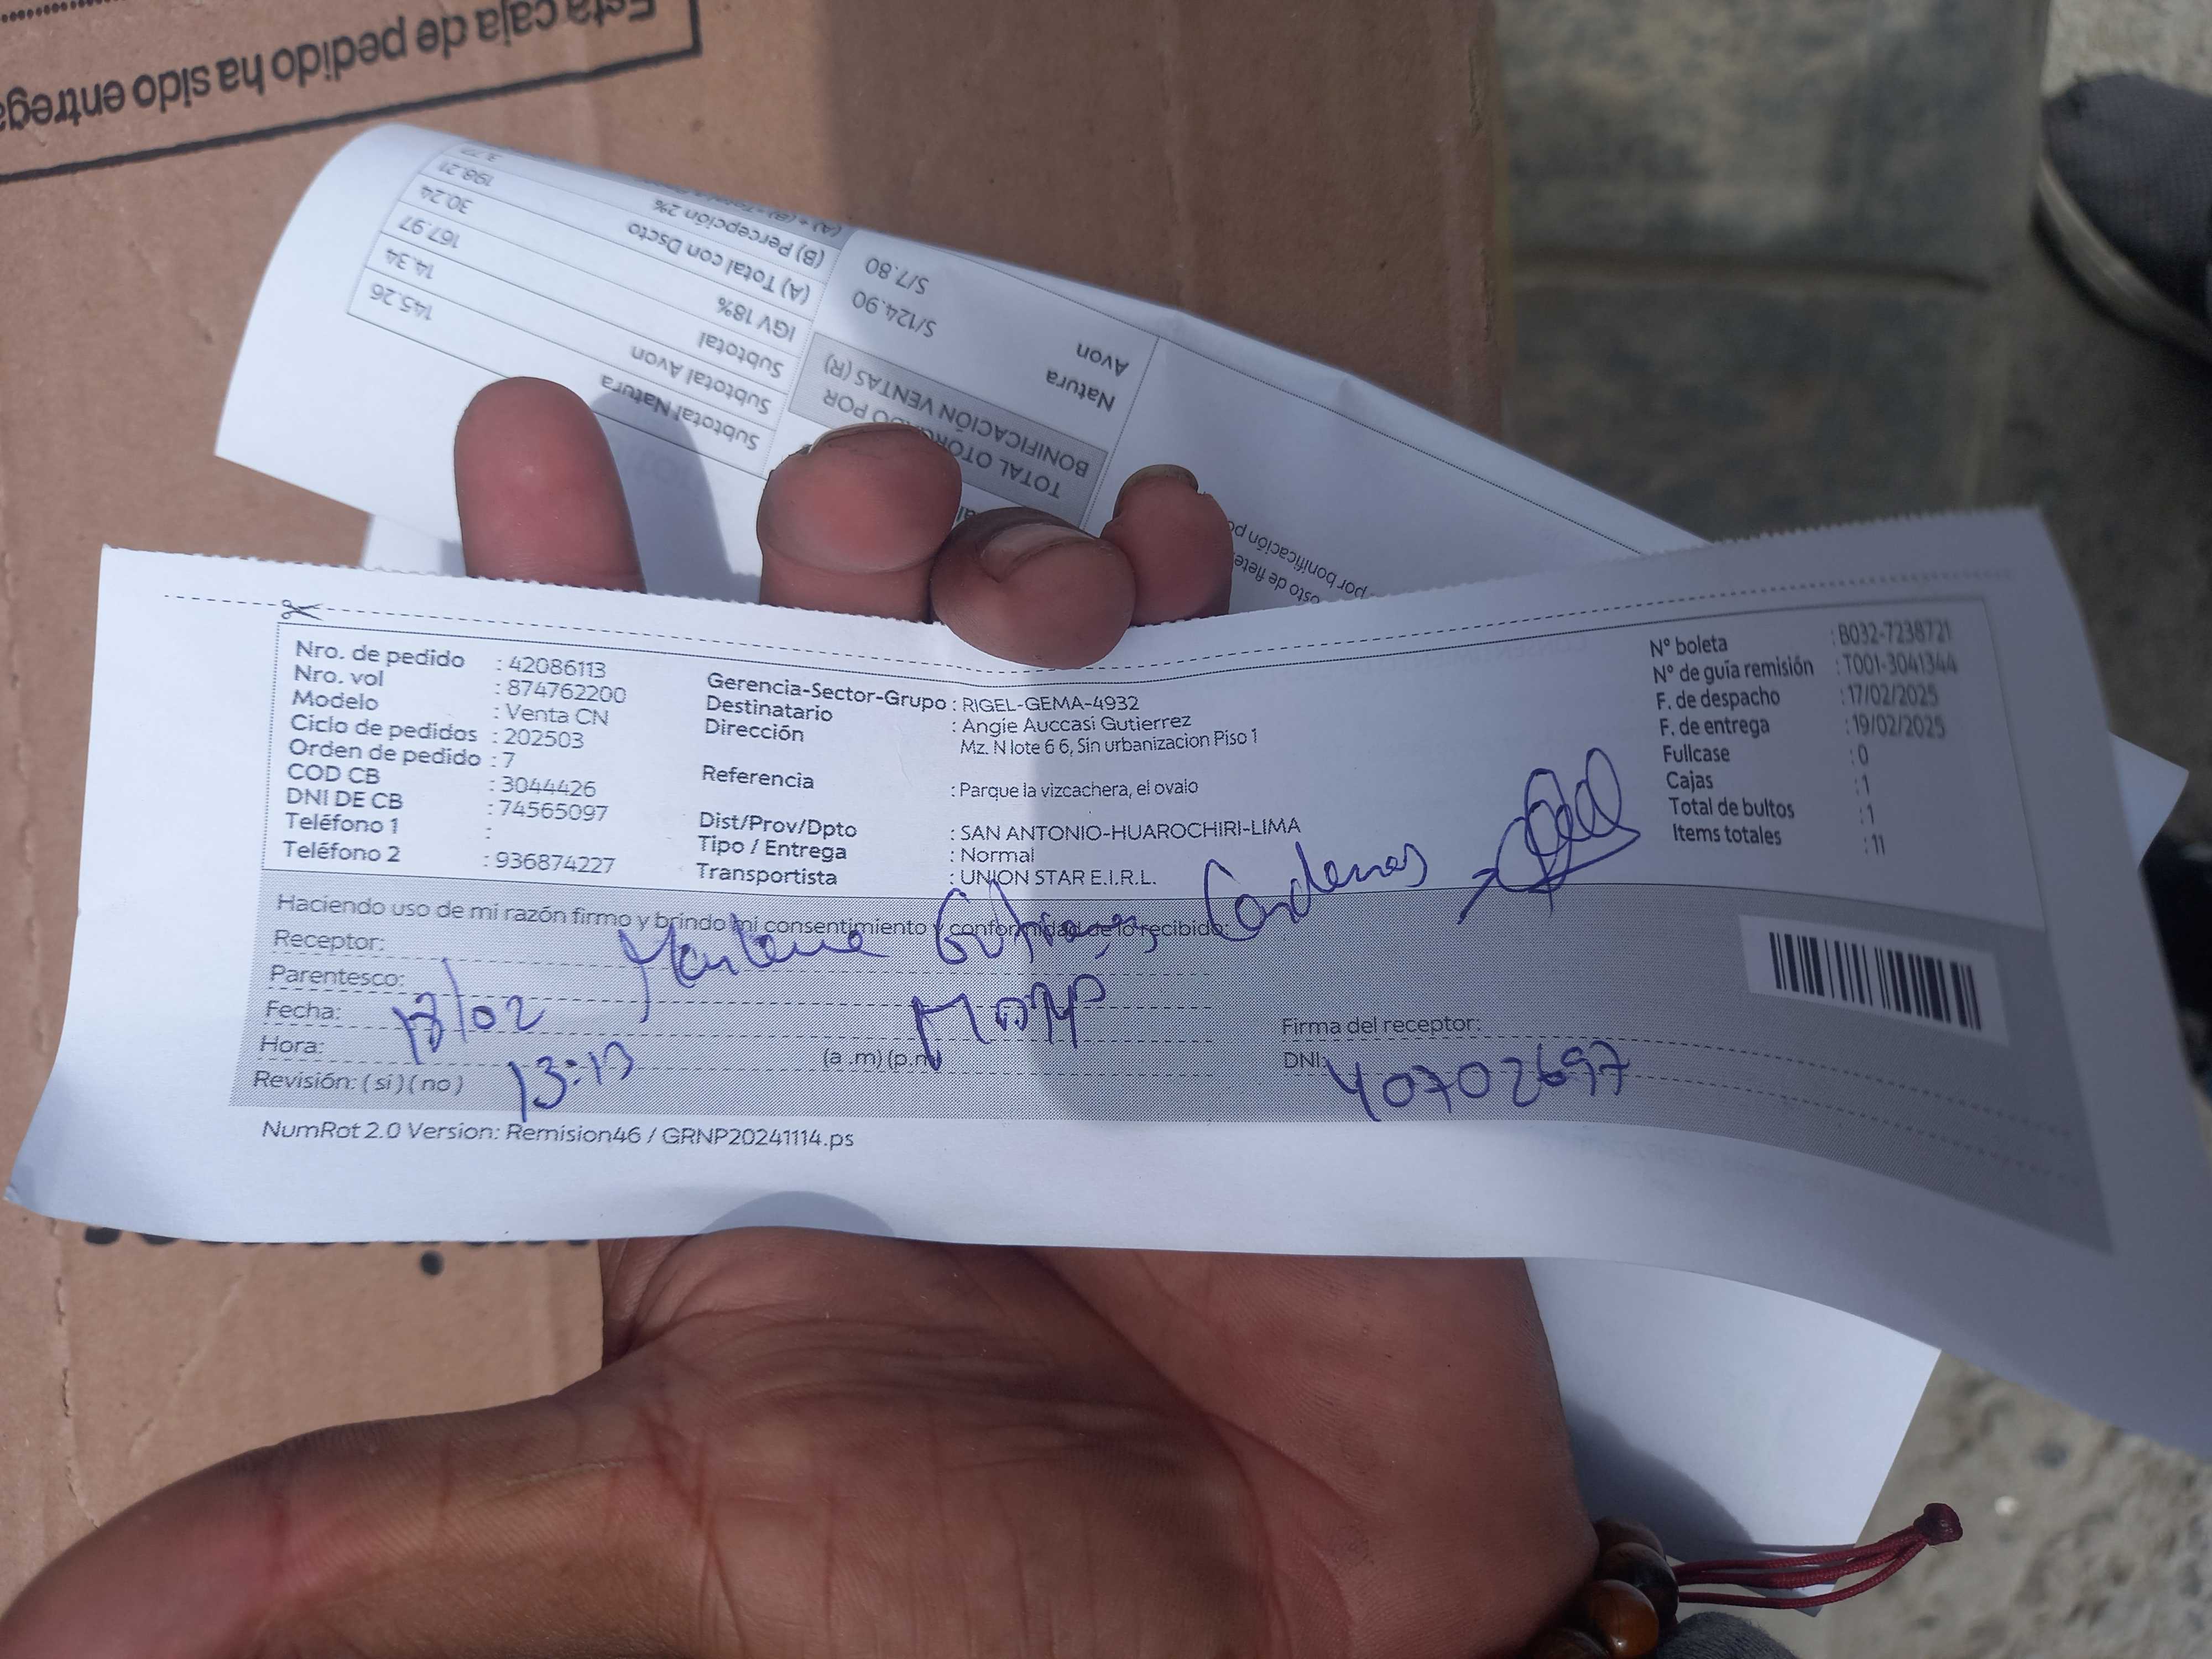 Esta caja de pedido ha sido entrega
3.77
198.21
30.24
167.97
14.34
145.26
(B) Percepción 2%
(A) Total con Dscto
IGV 18%
Subtotal
Subtotal Avon
Subtotal Natura
S/7.80
S/124.90
Avon
Natura
BONIFICACIÓN VENTAS (R)
TOTAL OTORGADO POR
por bonificación po
osto de flete
Nro. de pedido : 42086113
Nro. vol : 874762200
Modelo : Venta CN
Ciclo de pedidos : 202503
Orden de pedido : 7
COD CB : 3044426
DNI DE CB : 74565097
Teléfono 1 :
Teléfono 2 : 936874227
Gerencia-Sector-Grupo : RIGEL-GEMA-4932
Destinatario : Angie Auccasi Gutierrez
Dirección Mz. N lote 6 6, Sin urbanizacion Piso 1
Referencia : Parque la vizcachera, el ovalo
Dist/Prov/Dpto : SAN ANTONIO-HUAROCHIRI-LIMA
Tipo / Entrega : Normal
Transportista : UNION STAR E.I.R.L.
N° boleta : B032-7238721
N° de guía remisión : T001-3041344
F. de despacho : 17/02/2025
F. de entrega : 19/02/2025
Fullcase : 0
Cajas : 1
Total de bultos : 1
Items totales : 11
Haciendo uso de mi razón firmo y brindo mi consentimiento y conformidad de lo recibido:
Receptor: Gutierrez Cardenas
Parentesco:
Fecha: /02
Hora: 13:13 (a .m) (p.m
Revisión: ( si ) ( no )
Firma del receptor:
DNI: 40702697
NumRot 2.0 Version: Remision46 / GRNP20241114.ps